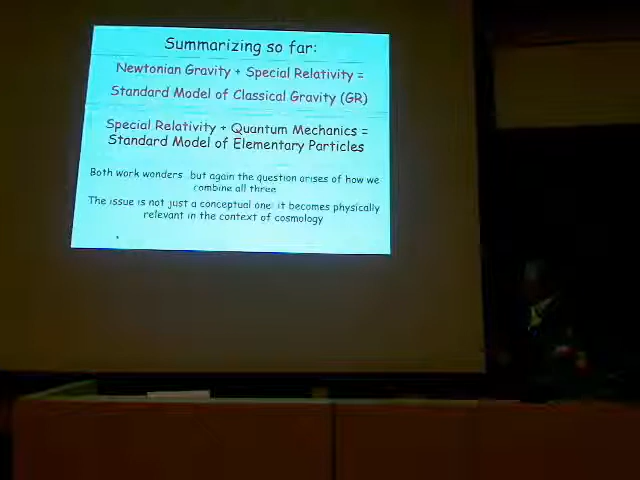 Summarizing so far:
Newtonian Gravity + Special Relativity =
Standard Model of Classical Gravity (GR)
Special Relativity + Quantum Mechanics =
Standard Model of Elementary Particles
Both work wonders but again the question arises of how we
combine all three
The issue is not just a conceptual one: it becomes physically
relevant in the context of cosmology